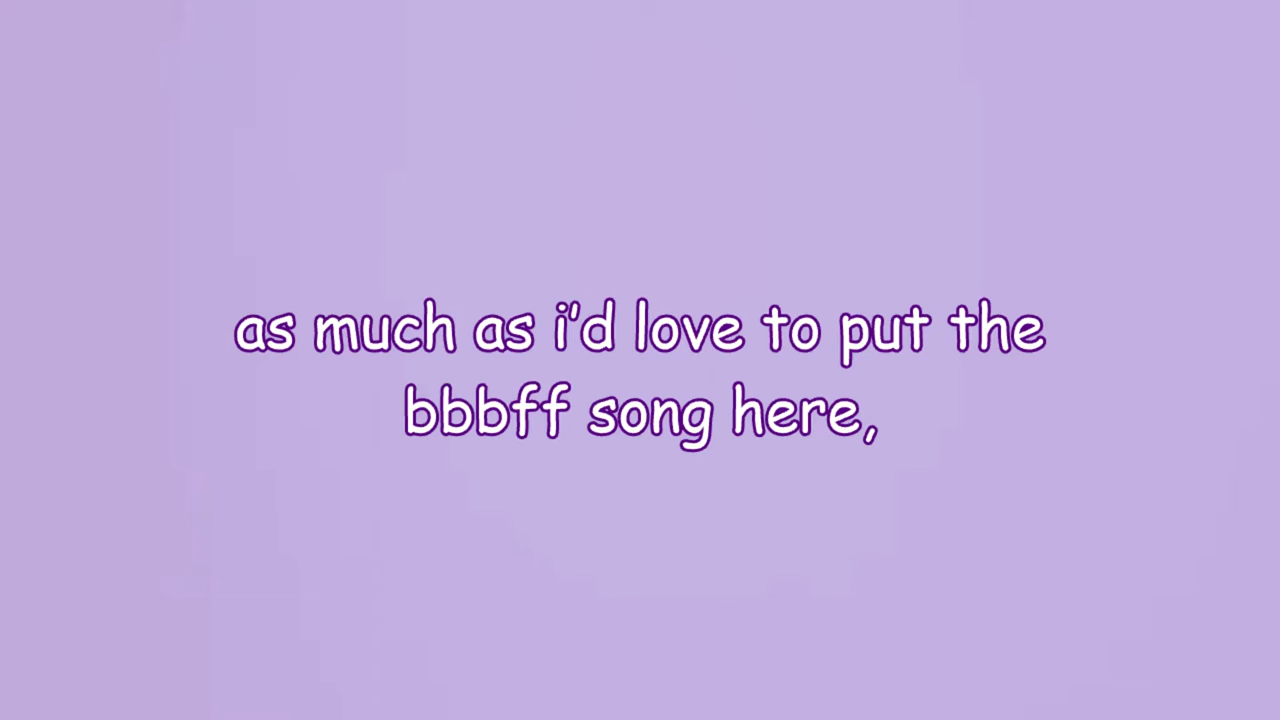 as much as i'd love to put the
bbbff song here,